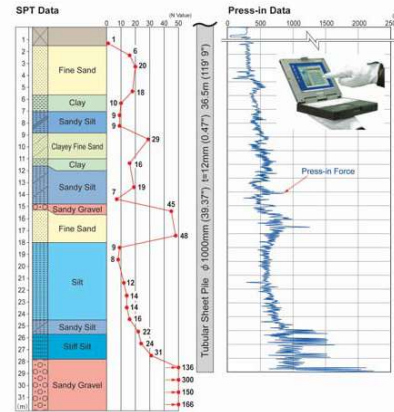 SPT Data
Press-in Data
(N Value)
0 10 20 30 40 50
0 500 1000 1500 2000
1
2
3
4
5
6
7
8
9
10
11
12
13
14
15
16
17
18
19
20
21
22
23
24
25
26
27
28
29
30
31
(m)
Fine Sand
Clay
Sandy Silt
Clayey Fine Sand
Clay
Sandy Silt
Sandy Gravel
Fine Sand
Silt
Sandy Silt
Stiff Silt
Sandy Gravel
1
6
20
18
10
9
9
29
16
19
7
45
48
9
8
12
14
14
16
22
24
31
136
300
150
166
Tubular Sheet Pile ϕ 1000mm (39.37") t=12mm (0.47") 36.5m (119' 9")
Press-in Force